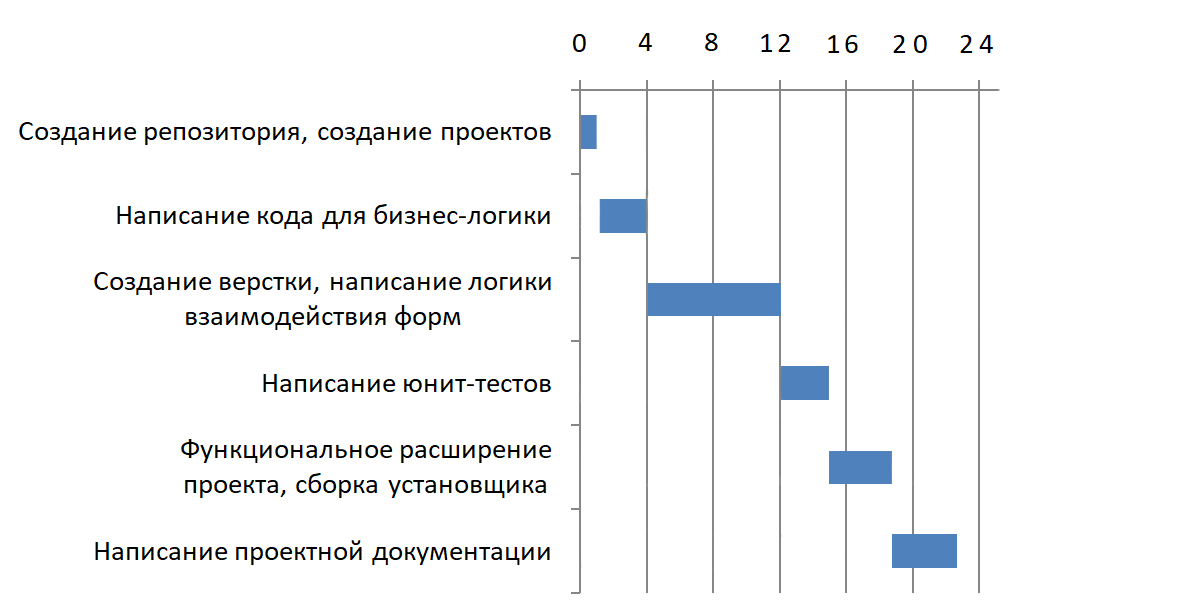 0 4 8 12 16 20 24
Создание репозитория, создание проектов
Написание кода для бизнес-логики
Создание верстки, написание логики
взаимодействия форм
Написание юнит-тестов
Функциональное расширение
проекта, сборка установщика
Написание проектной документации